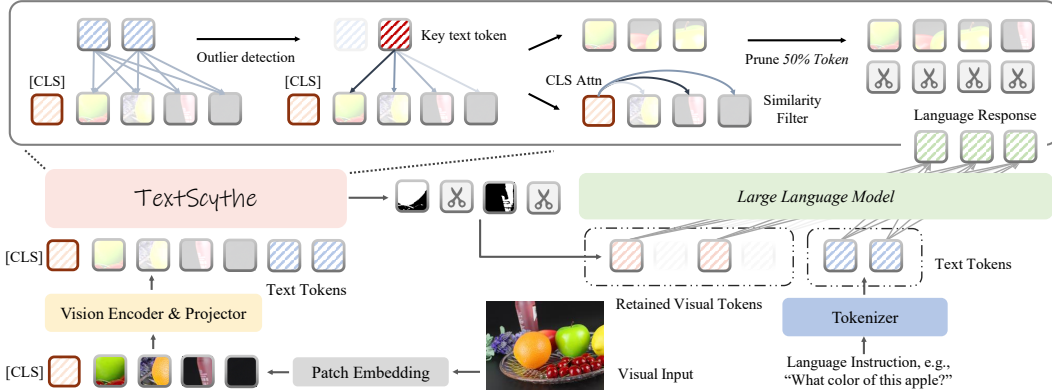 Outlier detection
Key text token
Prune 50% Token
[CLS]
[CLS]
CLS Attn
Similarity
Filter
Language Response
TextScythe
Large Language Model
[CLS]
Text Tokens
Text Tokens
Retained Visual Tokens
Vision Encoder & Projector
Tokenizer
[CLS]
Patch Embedding
Visual Input
Language Instruction, e.g.,
“What color of this apple?”